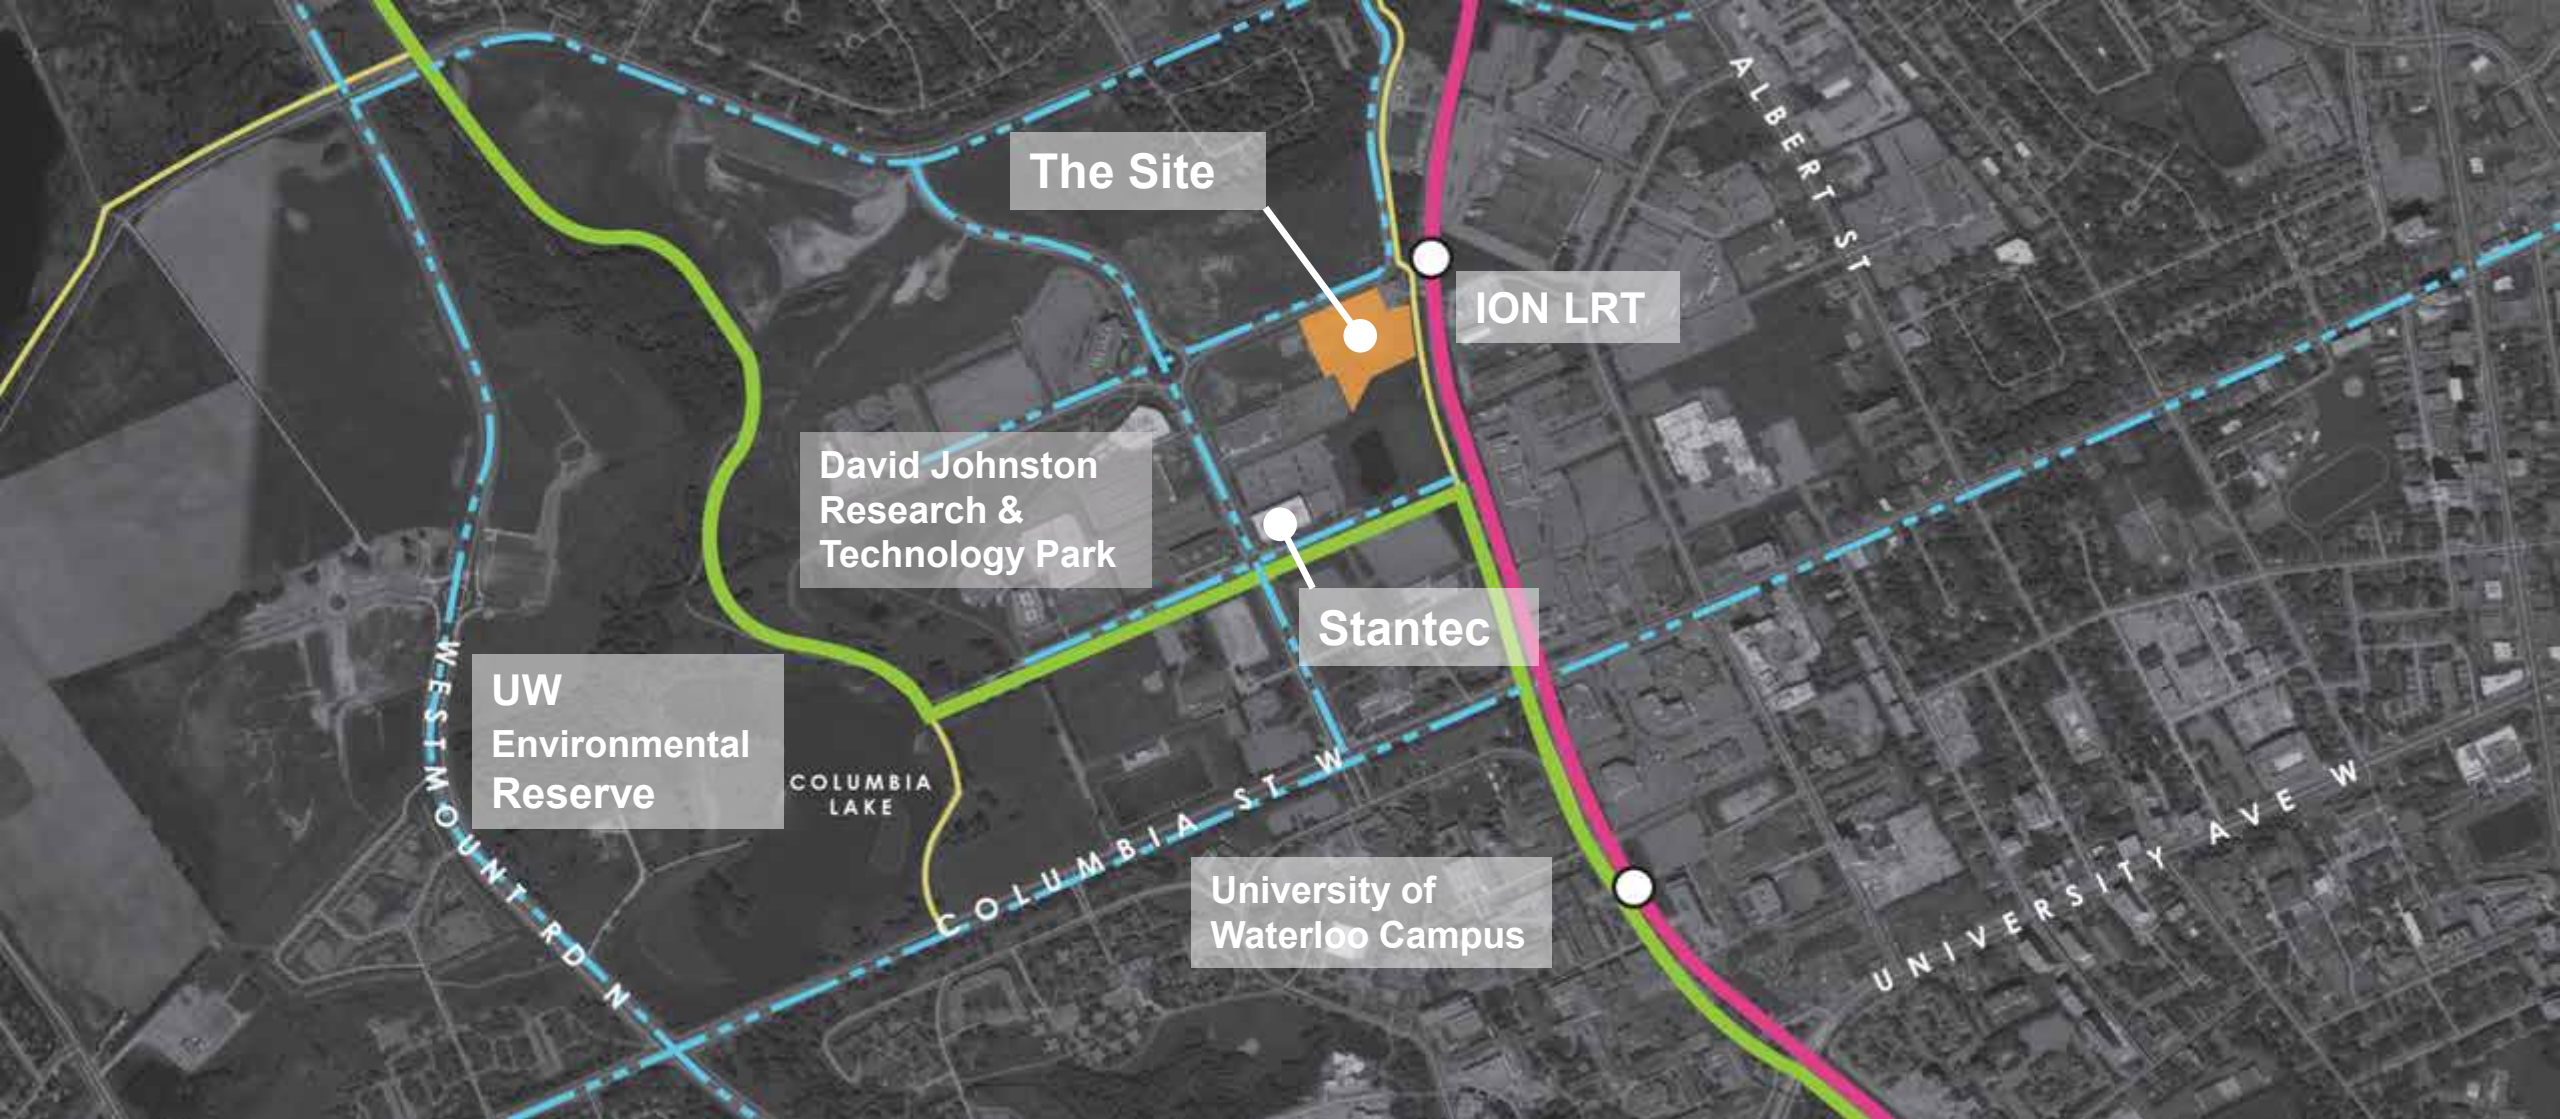 ALBERT ST
The Site
ION LRT
David Johnston
Research &
Technology Park
Stantec
WESTMOUNT RD N
UW
Environmental
Reserve
COLUMBIA
LAKE
COLUMBIA ST W
University of
Waterloo Campus
UNIVERSITY AVE W